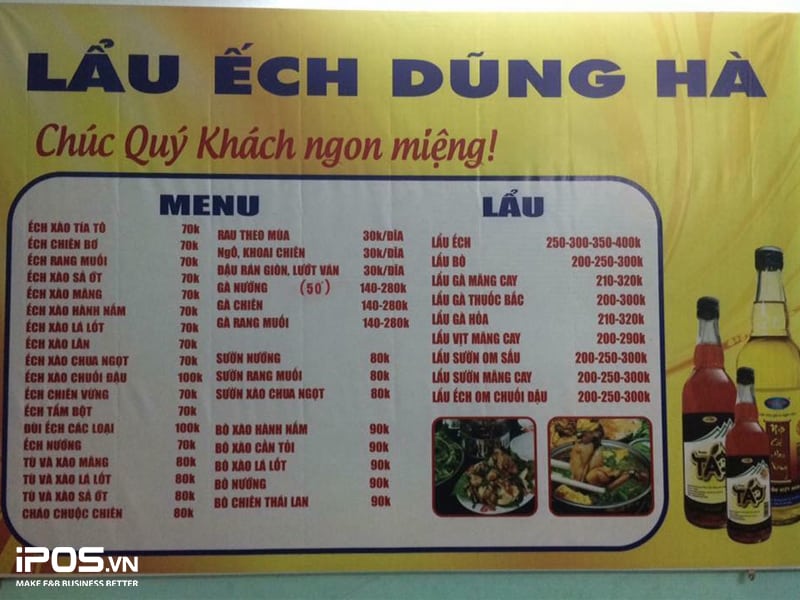 LẨU ẾCH DŨNG HÀ
Chúc Quý Khách ngon miệng!
MENU
ẾCH XÀO TÍA TÔ 70k
ẾCH CHIÊN BƠ 70k
ẾCH RANG MUỐI 70k
ẾCH XÀO SẢ ỚT 70k
ẾCH XÀO MĂNG 70k
ẾCH XÀO HÀNH NẤM 70k
ẾCH XÀO LÁ LỐT 70k
ẾCH XÀO LĂN 70k
ẾCH XÀO CHUA NGỌT 70k
ẾCH XÀO CHUỐI ĐẬU 100k
ẾCH CHIÊN VỪNG 70k
ẾCH TẨM BỘT 70k
ĐÙI ẾCH CÁC LOẠI 100k
ẾCH NƯỚNG 70k
TÙ VÀ XÀO MĂNG 80k
TÙ VÀ XÀO LÁ LỐT 80k
TÙ VÀ XÀO SẢ ỚT 80k
CHÁO CHUỘC CHIÊN 80k
RAU THEO MÙA 30k/ĐĨA
NGÔ, KHOAI CHIÊN 30k/ĐĨA
ĐẬU RÁN GIÒN, LƯỚT VÁN 30k/ĐĨA
GÀ NƯỚNG (50') 140-280k
GÀ CHIÊN 140-280k
GÀ RANG MUỐI 140-280k
SƯỜN NƯỚNG 80k
SƯỜN RANG MUỐI 80k
SƯỜN XÀO CHUA NGỌT 80k
BÒ XÀO HÀNH NẤM 90k
BÒ XÀO CẦN TỎI 90k
BÒ XÀO LÁ LỐT 90k
BÒ NƯỚNG 90k
BÒ CHIÊN THÁI LAN 90k
LẨU
LẨU ẾCH 250-300-350-400k
LẨU BÒ 200-250-300k
LẨU GÀ MĂNG CAY 210-320k
LẨU GÀ THUỐC BẮC 200-300k
LẨU GÀ HÓA 210-320k
LẨU VỊT MĂNG CAY 200-290k
LẨU SƯỜN OM SẤU 200-250-300k
LẨU SƯỜN MĂNG CAY 200-250-300k
LẨU ẾCH OM CHUỐI ĐẬU 200-250-300k
iPOS.VN
MAKE F&B BUSINESS BETTER